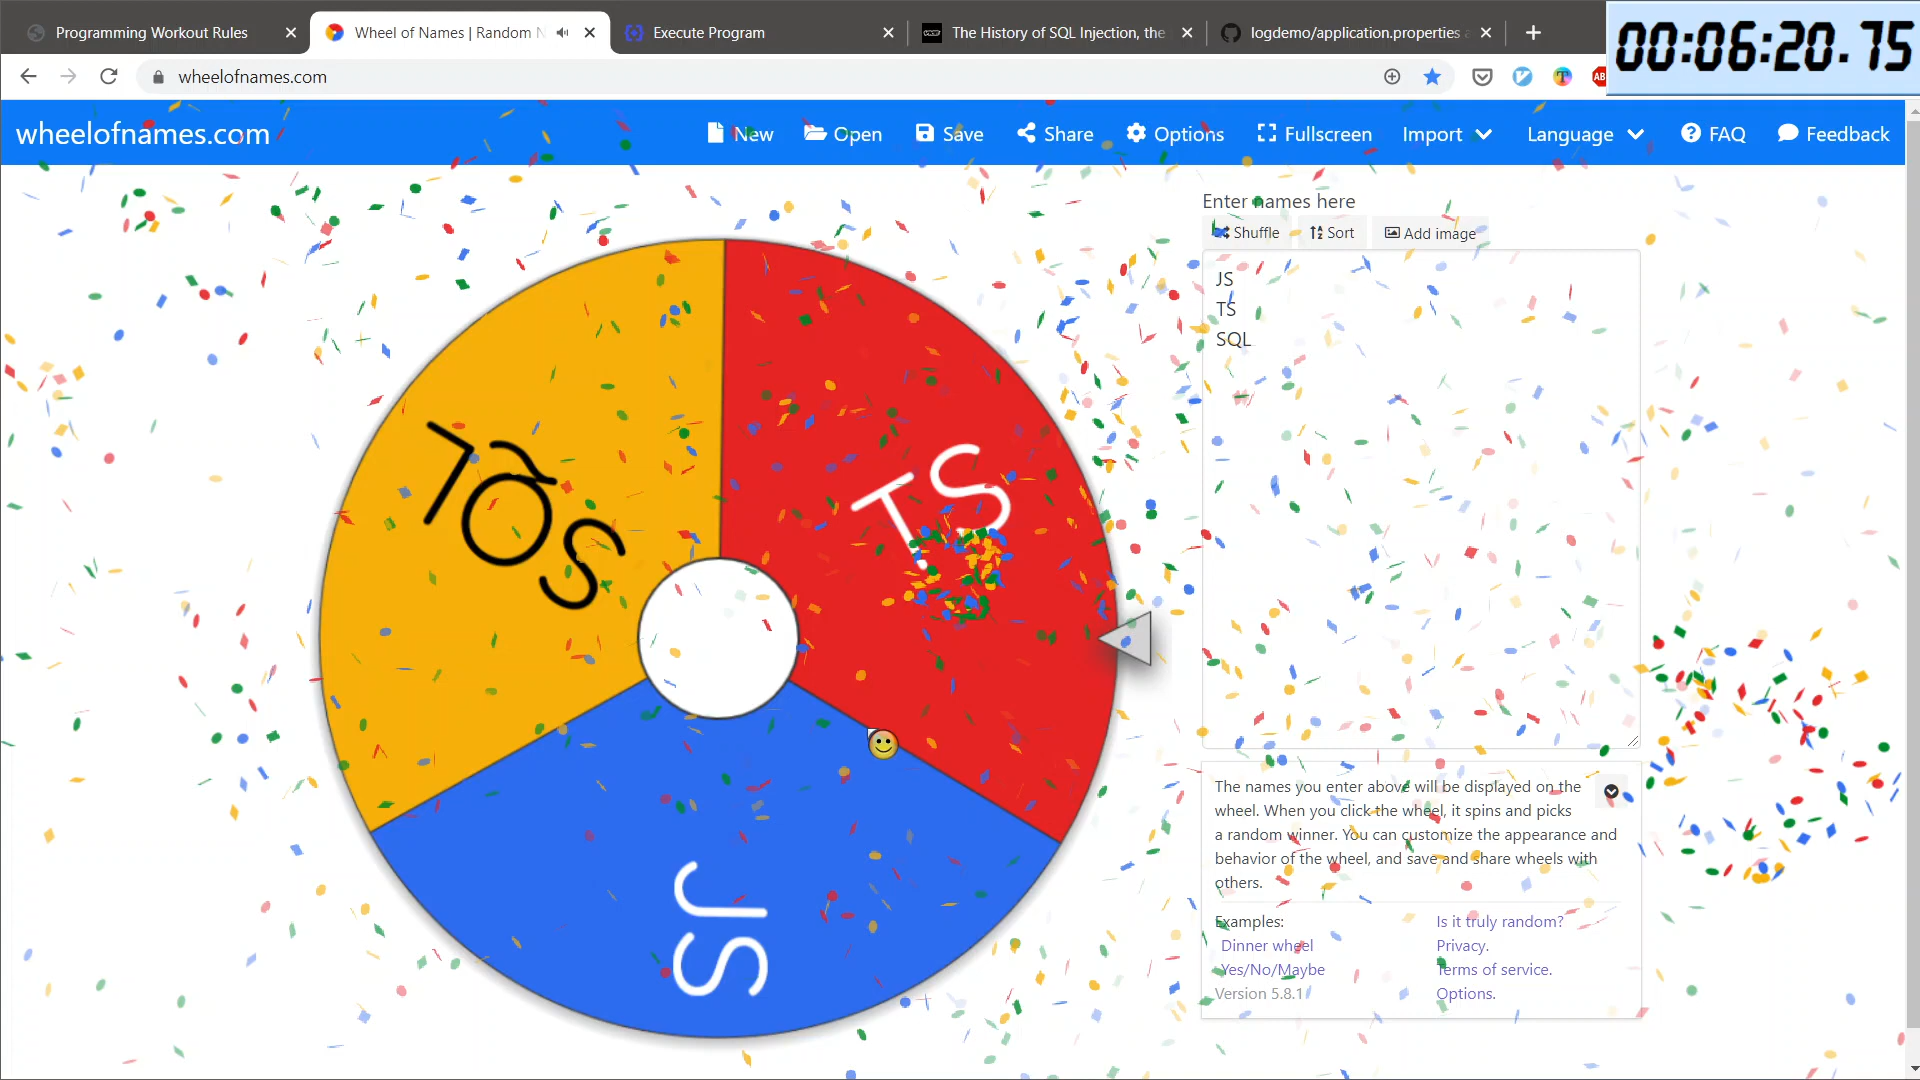 Programming Workout Rules
Wheel of Names | Random N
Execute Program
The History of SQL Injection, the
logdemo/application.properties a
00:06:20.75
wheelofnames.com
AB
wheelofnames.com
New
Open
Save
Share
Options
Fullscreen
Import
Language
FAQ
Feedback
Enter names here
Shuffle
Sort
Add image
JS
TS
SQL
SQL
TS
JS
The names you enter above will be displayed on the
wheel. When you click the wheel, it spins and picks
a random winner. You can customize the appearance and
behavior of the wheel, and save and share wheels with
others.
Examples:
Dinner wheel
Yes/No/Maybe
Version 5.8.1
Is it truly random?
Privacy.
Terms of service.
Options.